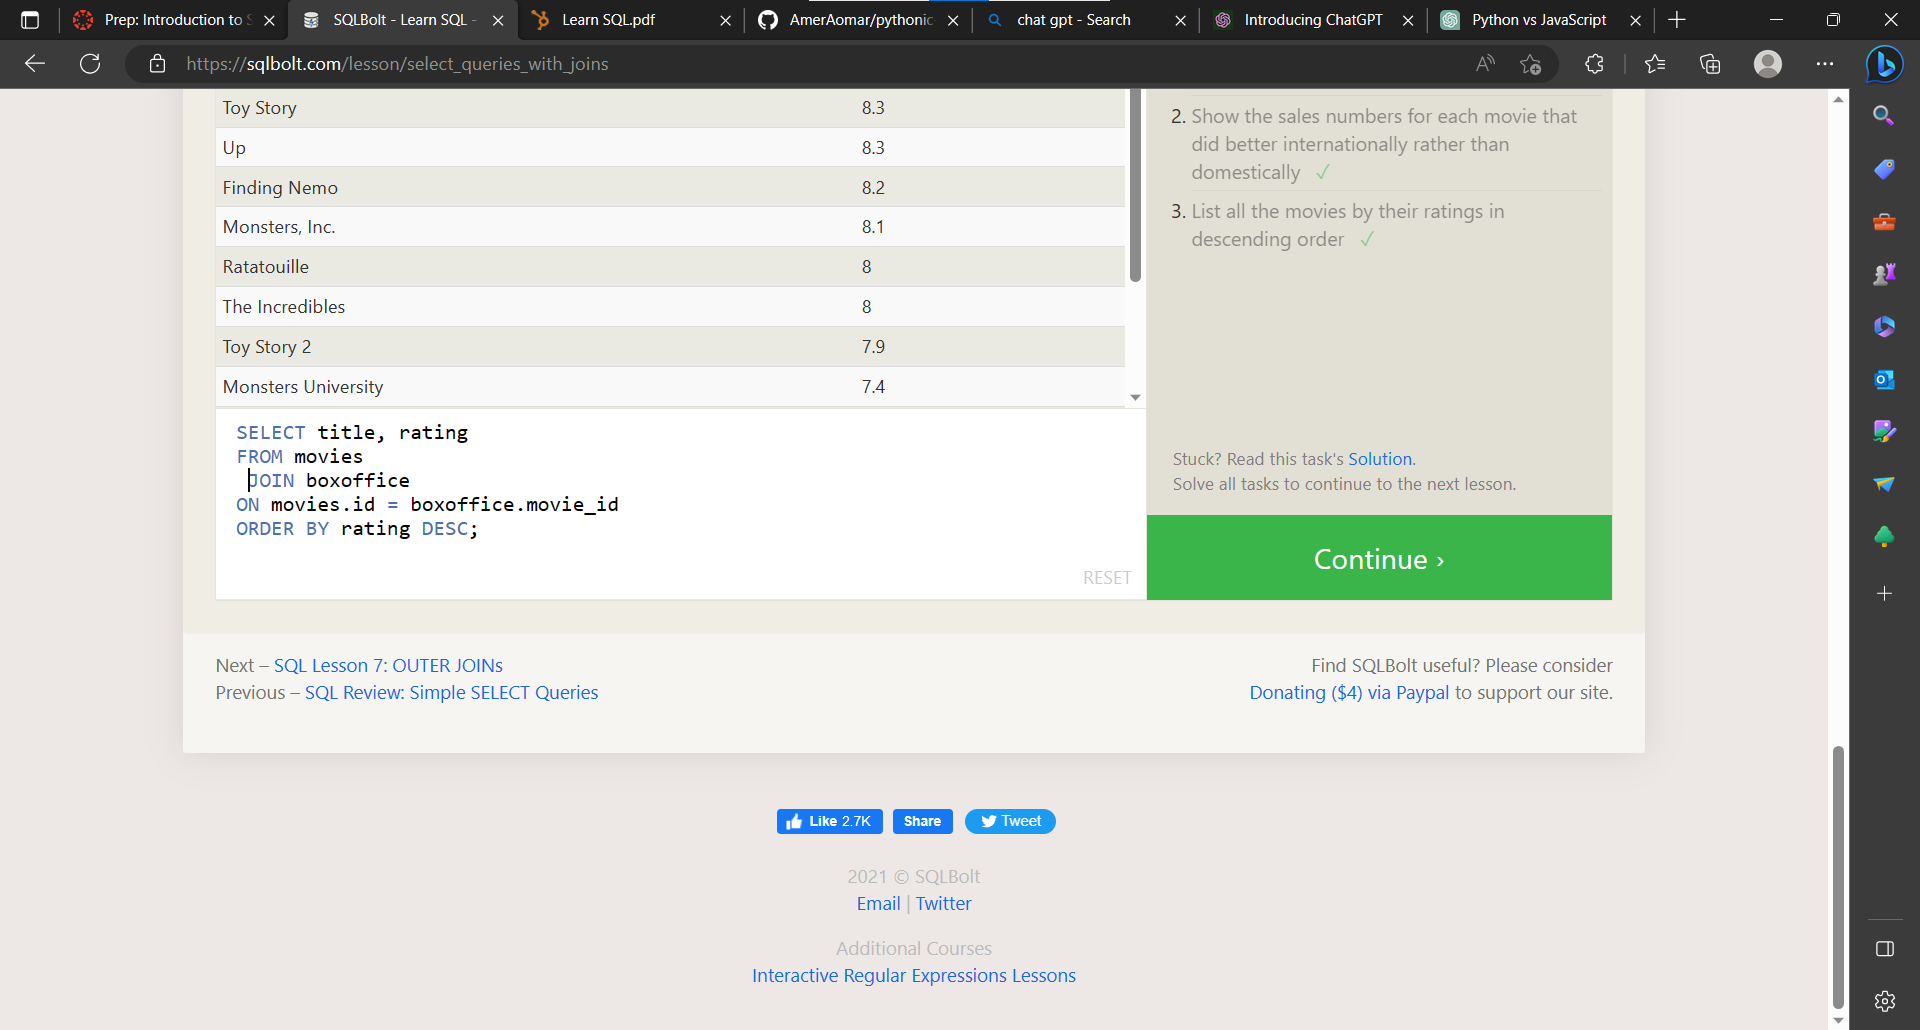 Prep: Introduction to S
SQLBolt - Learn SQL -
Learn SQL.pdf
AmerAomar/pythonic
chat gpt - Search
Introducing ChatGPT
Python vs JavaScript
https://sqlbolt.com/lesson/select_queries_with_joins
Toy Story 8.3
Up 8.3
Finding Nemo 8.2
Monsters, Inc. 8.1
Ratatouille 8
The Incredibles 8
Toy Story 2 7.9
Monsters University 7.4
SELECT title, rating
FROM movies
JOIN boxoffice
ON movies.id = boxoffice.movie_id
ORDER BY rating DESC;
RESET
2. Show the sales numbers for each movie that
did better internationally rather than
domestically ✓
3. List all the movies by their ratings in
descending order ✓
Stuck? Read this task's Solution.
Solve all tasks to continue to the next lesson.
Continue ›
Next – SQL Lesson 7: OUTER JOINs
Previous – SQL Review: Simple SELECT Queries
Find SQLBolt useful? Please consider
Donating ($4) via Paypal to support our site.
Like 2.7K
Share
Tweet
2021 © SQLBolt
Email | Twitter
Additional Courses
Interactive Regular Expressions Lessons